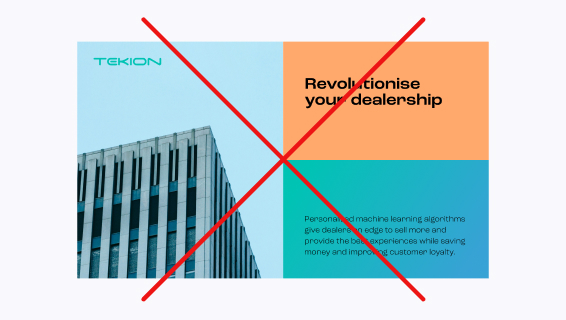 TEKION
Revolutionise
your dealership
Personalised machine learning algorithms
give dealers an edge to sell more and
provide the best experiences while saving
money and improving customer loyalty.